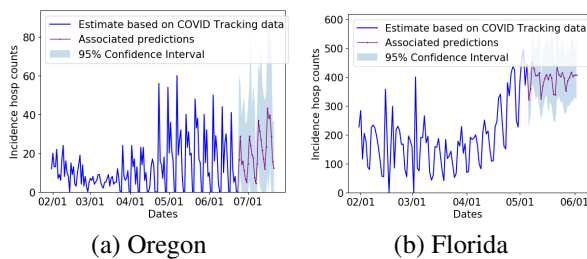 Estimate based on COVID Tracking data
Associated predictions
95% Confidence Interval
Incidence hosp counts
80
60
40
20
0
02/01 03/01 04/01 05/01 06/01 07/01
Dates
(a) Oregon
Estimate based on COVID Tracking data
Associated predictions
95% Confidence Interval
Incidence hosp counts
600
500
400
300
200
100
0
02/01 03/01 04/01 05/01 06/01
Dates
(b) Florida